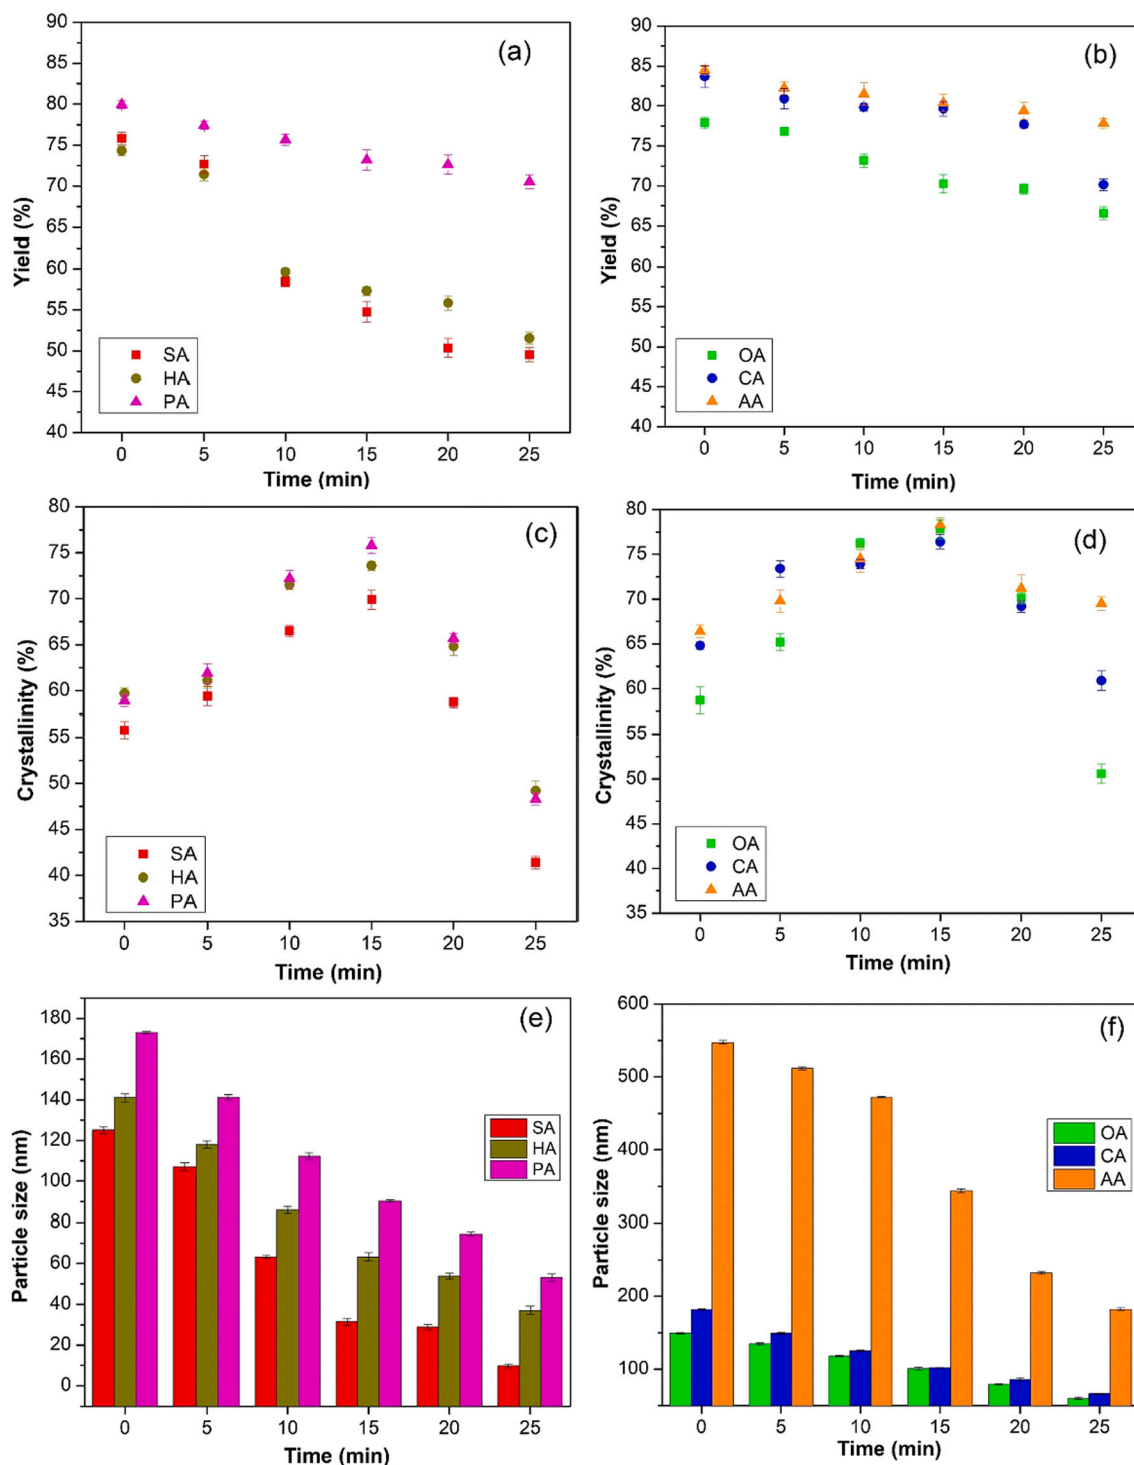 (a)
90
85
80
75
70
65
60
55
50
45
40
Yield (%)
SA
HA
PA
0 5 10 15 20 25
Time (min)
(b)
90
85
80
75
70
65
60
55
50
45
40
Yield (%)
OA
CA
AA
0 5 10 15 20 25
Time (min)
(c)
80
75
70
65
60
55
50
45
40
35
Crystallinity (%)
SA
HA
PA
0 5 10 15 20 25
Time (min)
(d)
80
75
70
65
60
55
50
45
40
35
Crystallinity (%)
OA
CA
AA
0 5 10 15 20 25
Time (min)
(e)
180
160
140
120
100
80
60
40
20
0
Particle size (nm)
SA
HA
PA
0 5 10 15 20 25
Time (min)
(f)
600
500
400
300
200
100
Particle size (nm)
OA
CA
AA
0 5 10 15 20 25
Time (min)